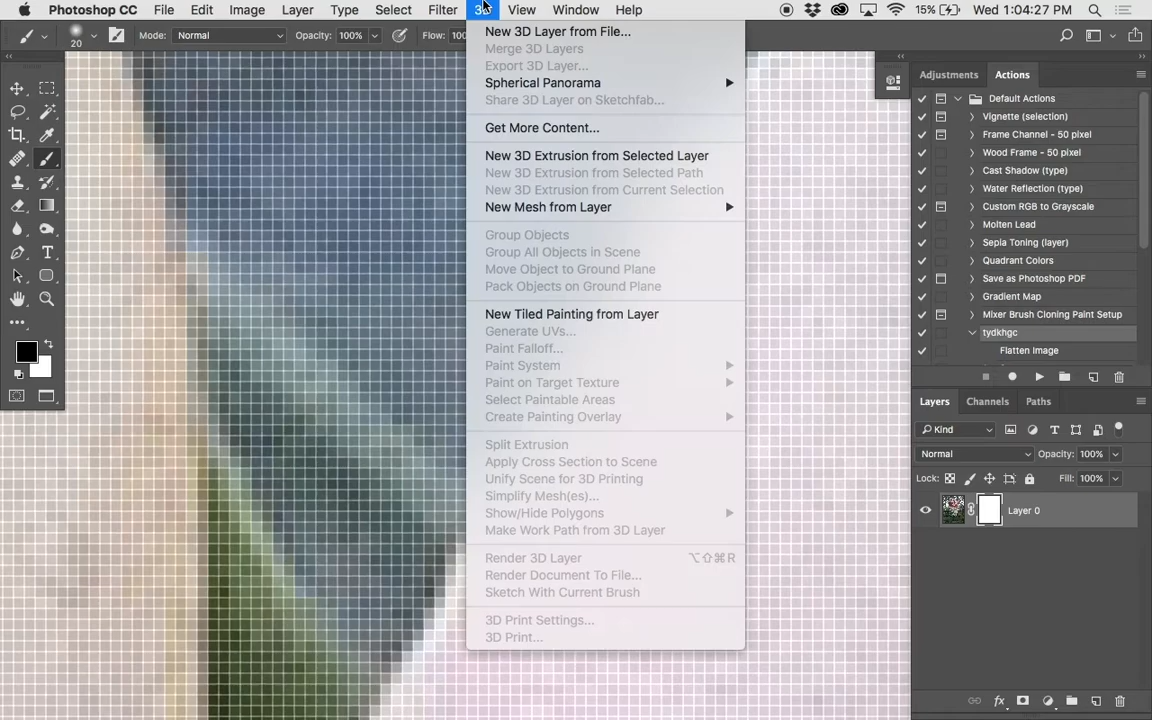 Photoshop CC File Edit Image Layer Type Select Filter 3D View Window Help 15% Wed 1:04:27 PM
20 Mode: Normal Opacity: 100% Flow: 100
New 3D Layer from File...
Merge 3D Layers
Export 3D Layer...
Spherical Panorama
Share 3D Layer on Sketchfab...
Get More Content...
New 3D Extrusion from Selected Layer
New 3D Extrusion from Selected Path
New 3D Extrusion from Current Selection
New Mesh from Layer
Group Objects
Group All Objects in Scene
Move Object to Ground Plane
Pack Objects on Ground Plane
New Tiled Painting from Layer
Generate UVs...
Paint Falloff...
Paint System
Paint on Target Texture
Select Paintable Areas
Create Painting Overlay
Split Extrusion
Apply Cross Section to Scene
Unify Scene for 3D Printing
Simplify Mesh(es)...
Show/Hide Polygons
Make Work Path from 3D Layer
Render 3D Layer ⌥⇧⌘R
Render Document To File...
Sketch With Current Brush
3D Print Settings...
3D Print...
Adjustments Actions
Default Actions
Vignette (selection)
Frame Channel - 50 pixel
Wood Frame - 50 pixel
Cast Shadow (type)
Water Reflection (type)
Custom RGB to Grayscale
Molten Lead
Sepia Toning (layer)
Quadrant Colors
Save as Photoshop PDF
Gradient Map
Mixer Brush Cloning Paint Setup
tydkhgc
Flatten Image
Layers Channels Paths
Kind
Normal Opacity: 100%
Lock: Fill: 100%
Layer 0
fx